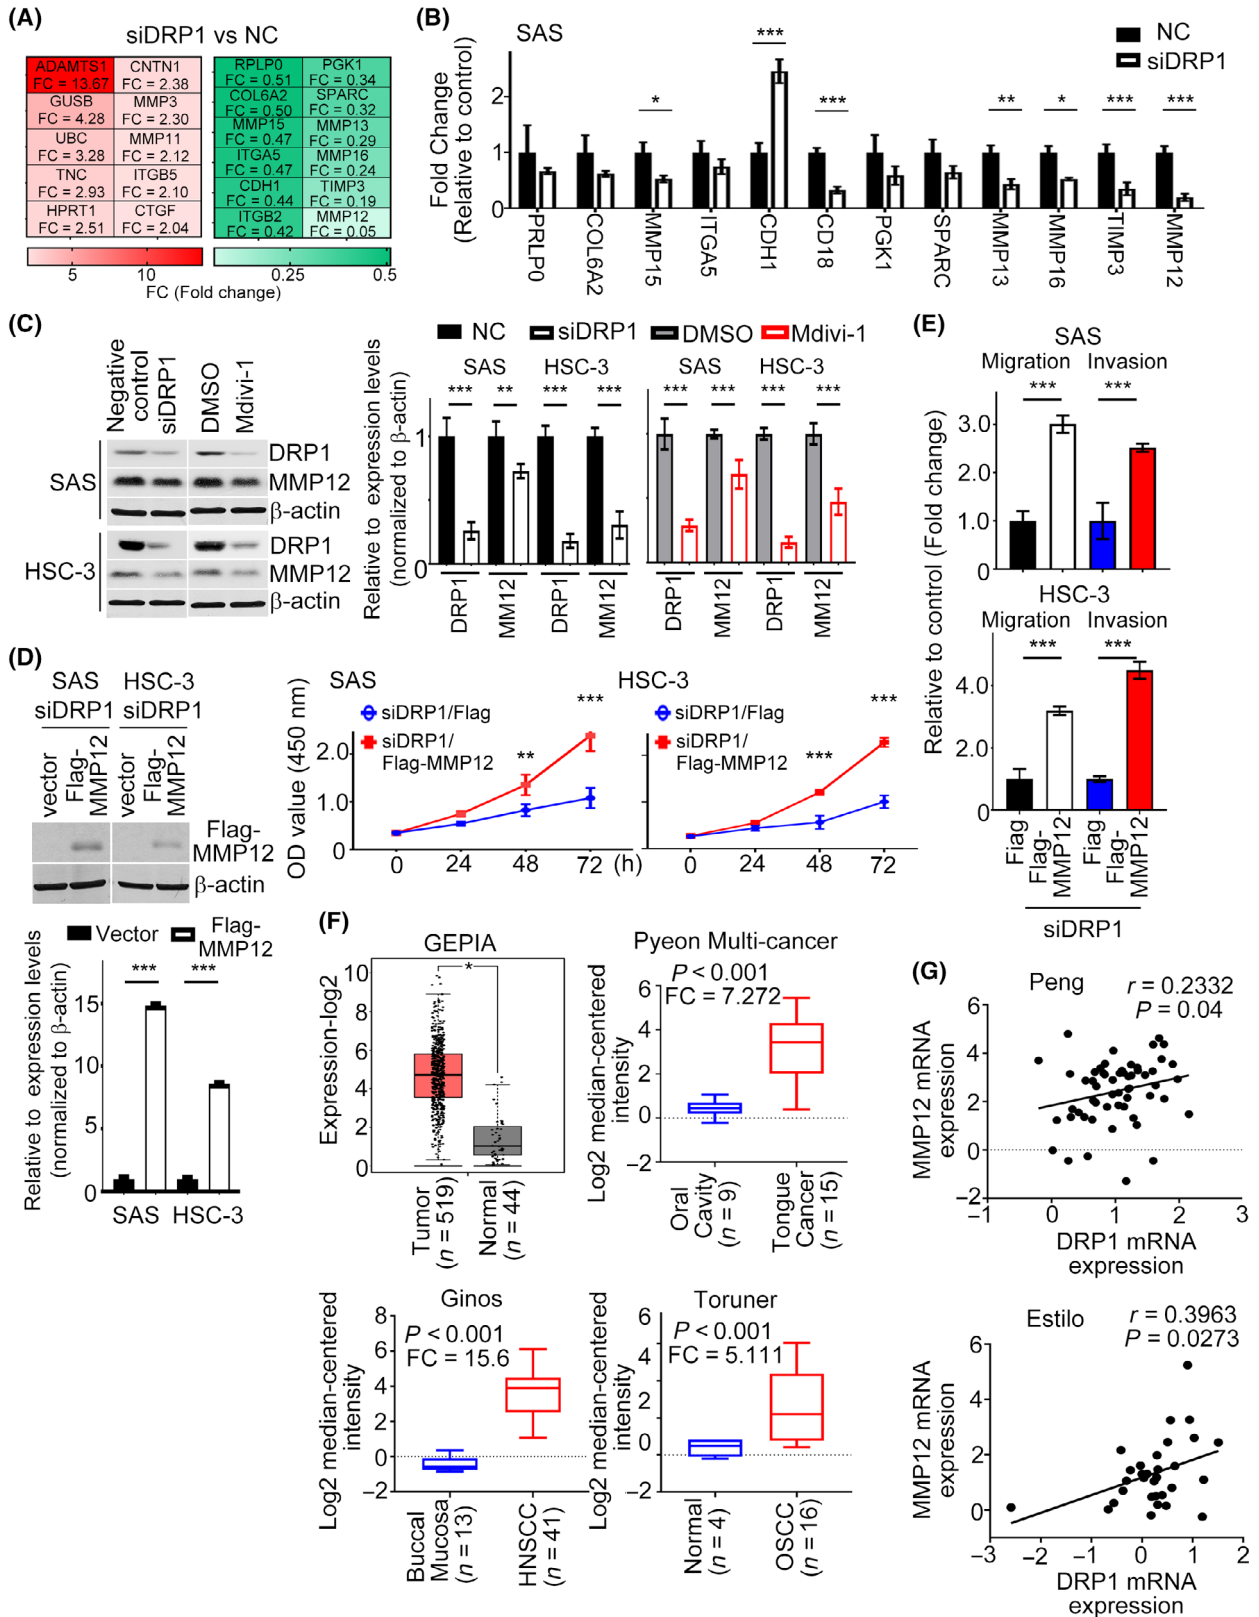 (A)
siDRP1 vs NC
ADAMTS1
FC = 13.67
CNTN1
FC = 2.38
GUSB
FC = 4.28
MMP3
FC = 2.30
UBC
FC = 3.28
MMP11
FC = 2.12
TNC
FC = 2.93
ITGB5
FC = 2.10
HPRT1
FC = 2.51
CTGF
FC = 2.04
RPLP0
FC = 0.51
PGK1
FC = 0.34
COL6A2
FC = 0.50
SPARC
FC = 0.32
MMP15
FC = 0.47
MMP13
FC = 0.29
ITGA5
FC = 0.47
MMP16
FC = 0.24
CDH1
FC = 0.44
TIMP3
FC = 0.19
ITGB2
FC = 0.42
MMP12
FC = 0.05
5 10 0.25 0.5
FC (Fold change)
(B)
SAS
NC
siDRP1
Fold Change
(Relative to control)
2
1
0
* *** *** ** * *** ***
PRLP0
COL6A2
MMP15
ITGA5
CDH1
CD18
PGK1
SPARC
MMP13
MMP16
TIMP3
MMP12
(C)
Negative
control
siDRP1
DMSO
Mdivi-1
SAS
DRP1
MMP12
β-actin
HSC-3
DRP1
MMP12
β-actin
NC siDRP1 DMSO Mdivi-1
Relative to expression levels
(normalized to β-actin)
SAS HSC-3
*** ** *** ***
1
0
DRP1
MM12
DRP1
MM12
SAS HSC-3
*** *** *** ***
DRP1
MM12
DRP1
MM12
(D)
SAS
siDRP1
HSC-3
siDRP1
vector
Flag-
MMP12
vector
Flag-
MMP12
Flag-
MMP12
β-actin
Vector
Flag-
MMP12
Relative to expression levels
(normalized to β-actin)
*** ***
15
10
5
0
SAS HSC-3
SAS
siDRP1/Flag
siDRP1/
Flag-MMP12
OD value (450 nm)
2.0
1.0
0
** ***
0 24 48 72 (h)
HSC-3
siDRP1/Flag
siDRP1/
Flag-MMP12
*** ***
0 24 48 72
(E)
SAS
Migration Invasion
*** ***
3.0
2.0
1.0
0
HSC-3
Migration Invasion
*** ***
4.0
2.0
0
Relative to control (Fold change)
Flag
Flag-
MMP12
Flag
Flag-
MMP12
siDRP1
(F)
GEPIA
Expression-log2
10
8
6
4
2
0
*
Tumor
(n = 519)
Normal
(n = 44)
Pyeon Multi-cancer
P < 0.001
FC = 7.272
Log2 median-centered
intensity
6
4
2
0
−2
Oral
Cavity
(n = 9)
Tongue
Cancer
(n = 15)
Ginos
P < 0.001
FC = 15.6
Log2 median-centered
intensity
8
6
4
2
0
−2
Buccal
Mucosa
(n = 13)
HNSCC
(n = 41)
Toruner
P < 0.001
FC = 5.111
Log2 median-centered
intensity
6
4
2
0
−2
Normal
(n = 4)
OSCC
(n = 16)
(G)
Peng
r = 0.2332
P = 0.04
MMP12 mRNA
expression
6
4
2
0
−2
−1 0 1 2 3
DRP1 mRNA
expression
Estilo
r = 0.3963
P = 0.0273
MMP12 mRNA
expression
6
4
2
0
−3 −2 −1 0 1 2
DRP1 mRNA
expression